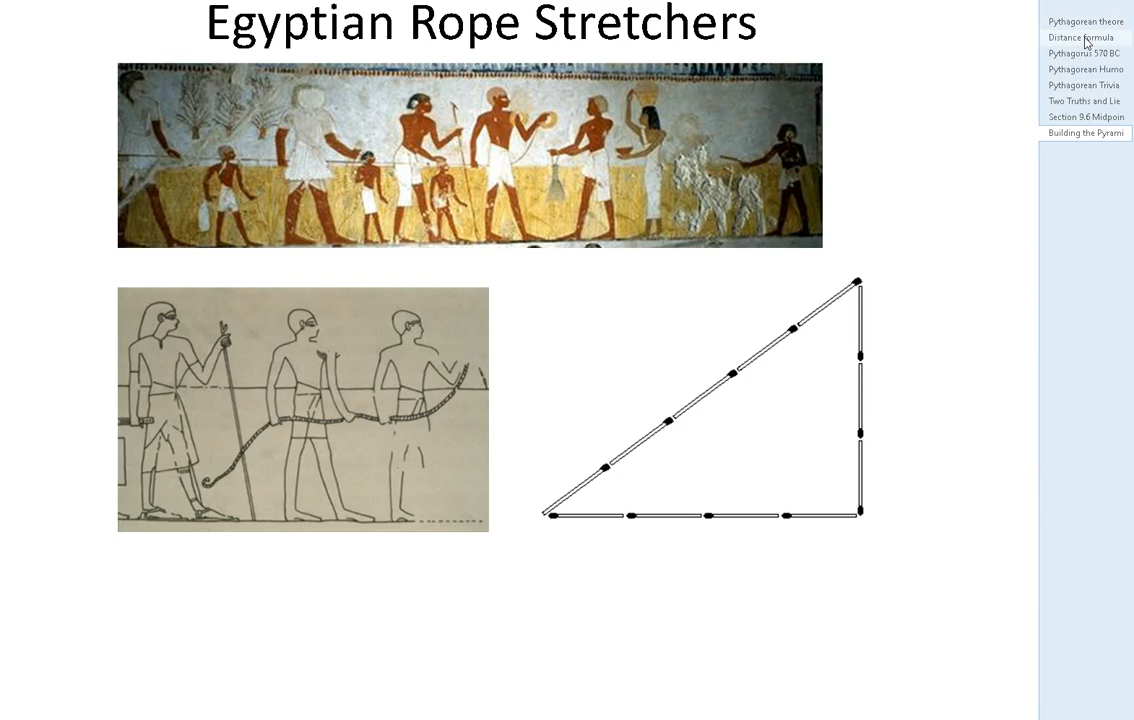 Egyptian Rope Stretchers
Pythagorean theore
Distance formula
Pythagorus 570 BC
Pythagorean Humo
Pythagorean Trivia
Two Truths and Lie
Section 9.6 Midpoin
Building the Pyrami